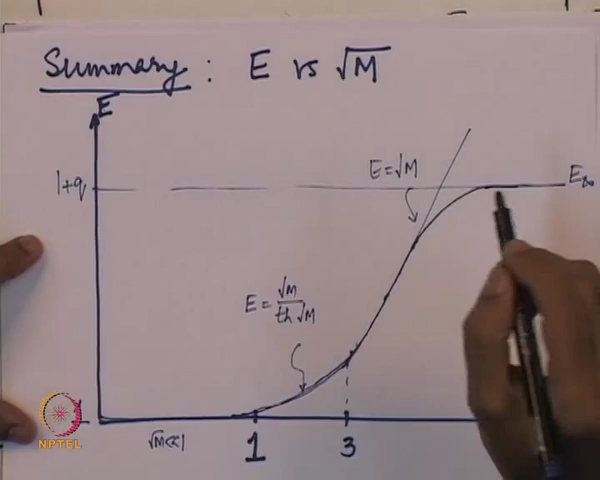 Summary : E vs √M
E
1+q
E=√M
E∞
E = √M / th √M
√M<<1
1
3
NPTEL